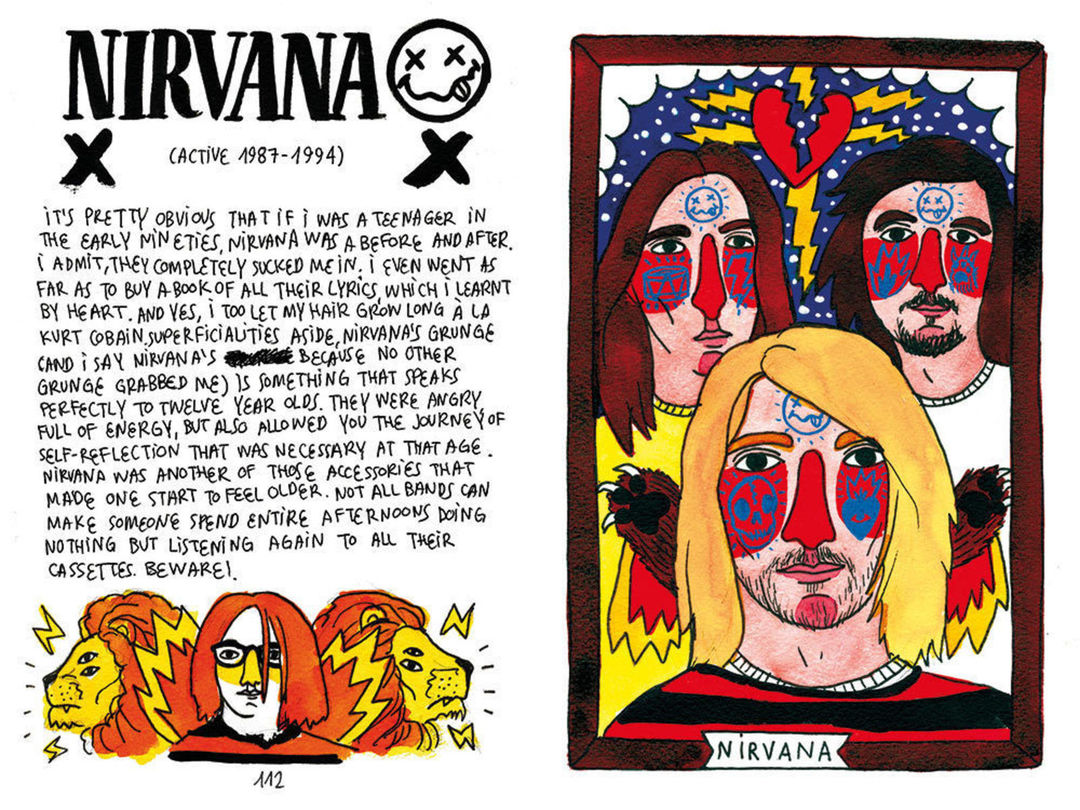 NIRVANA
(ACTIVE 1987-1994)
IT'S PRETTY OBVIOUS THAT IF I WAS A TEENAGER IN
THE EARLY NINETIES, NIRVANA WAS A BEFORE AND AFTER.
I ADMIT, THEY COMPLETELY SUCKED ME IN. I EVEN WENT AS
FAR AS TO BUY A BOOK OF ALL THEIR LYRICS, WHICH I LEARNT
BY HEART. AND YES, I TOO LET MY HAIR GROW LONG À LA
KURT COBAIN, SUPERFICIALITIES ASIDE, NIRVANA'S GRUNGE
(AND I SAY NIRVANA'S BECAUSE NO OTHER
GRUNGE GRABBED ME) IS SOMETHING THAT SPEAKS
PERFECTLY TO TWELVE YEAR OLDS. THEY WERE ANGRY,
FULL OF ENERGY, BUT ALSO ALLOWED YOU THE JOURNEY OF
SELF-REFLECTION THAT WAS NECESSARY AT THAT AGE.
NIRVANA WAS ANOTHER OF THOSE ACCESSORIES THAT
MADE ONE START TO FEEL OLDER. NOT ALL BANDS CAN
MAKE SOMEONE SPEND ENTIRE AFTERNOONS DOING
NOTHING BUT LISTENING AGAIN TO ALL THEIR
CASSETTES. BEWARE!
112
NIRVANA